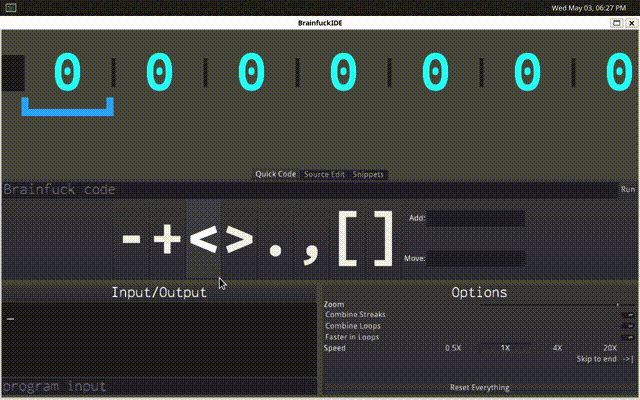 Wed May 03, 06:27 PM
BrainfuckIDE
0 0 0 0 0 0 0
Quick Code Source Edit Snippets
Brainfuck code Run
- + < > . , [ ]
Add:
Move:
Input/Output
program input
Options
Zoom
Combine Streaks
Combine Loops
Faster in Loops
Speed 0.5X 1X 4X 20X
Skip to end ->|
Reset Everything